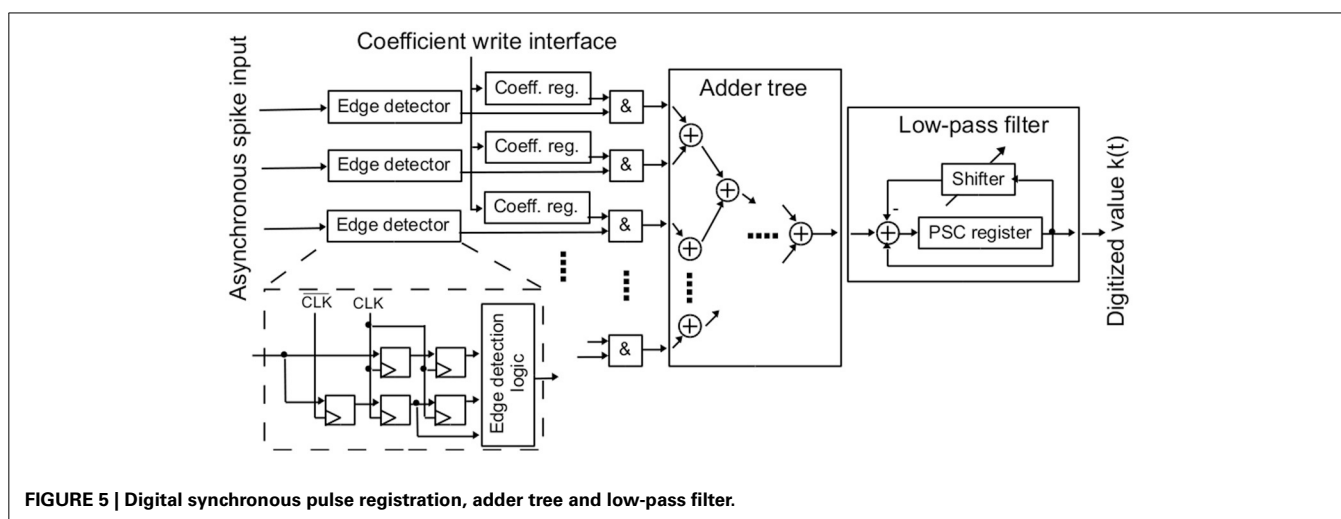 Asynchronous spike input
Coefficient write interface
Coeff. reg.
Edge detector
&
Coeff. reg.
Edge detector
&
Coeff. reg.
Edge detector
&
&
Adder tree
Low-pass filter
Shifter
-
PSC register
Digitized value k(t)
CLK CLK
Edge detection
logic
FIGURE 5 | Digital synchronous pulse registration, adder tree and low-pass filter.